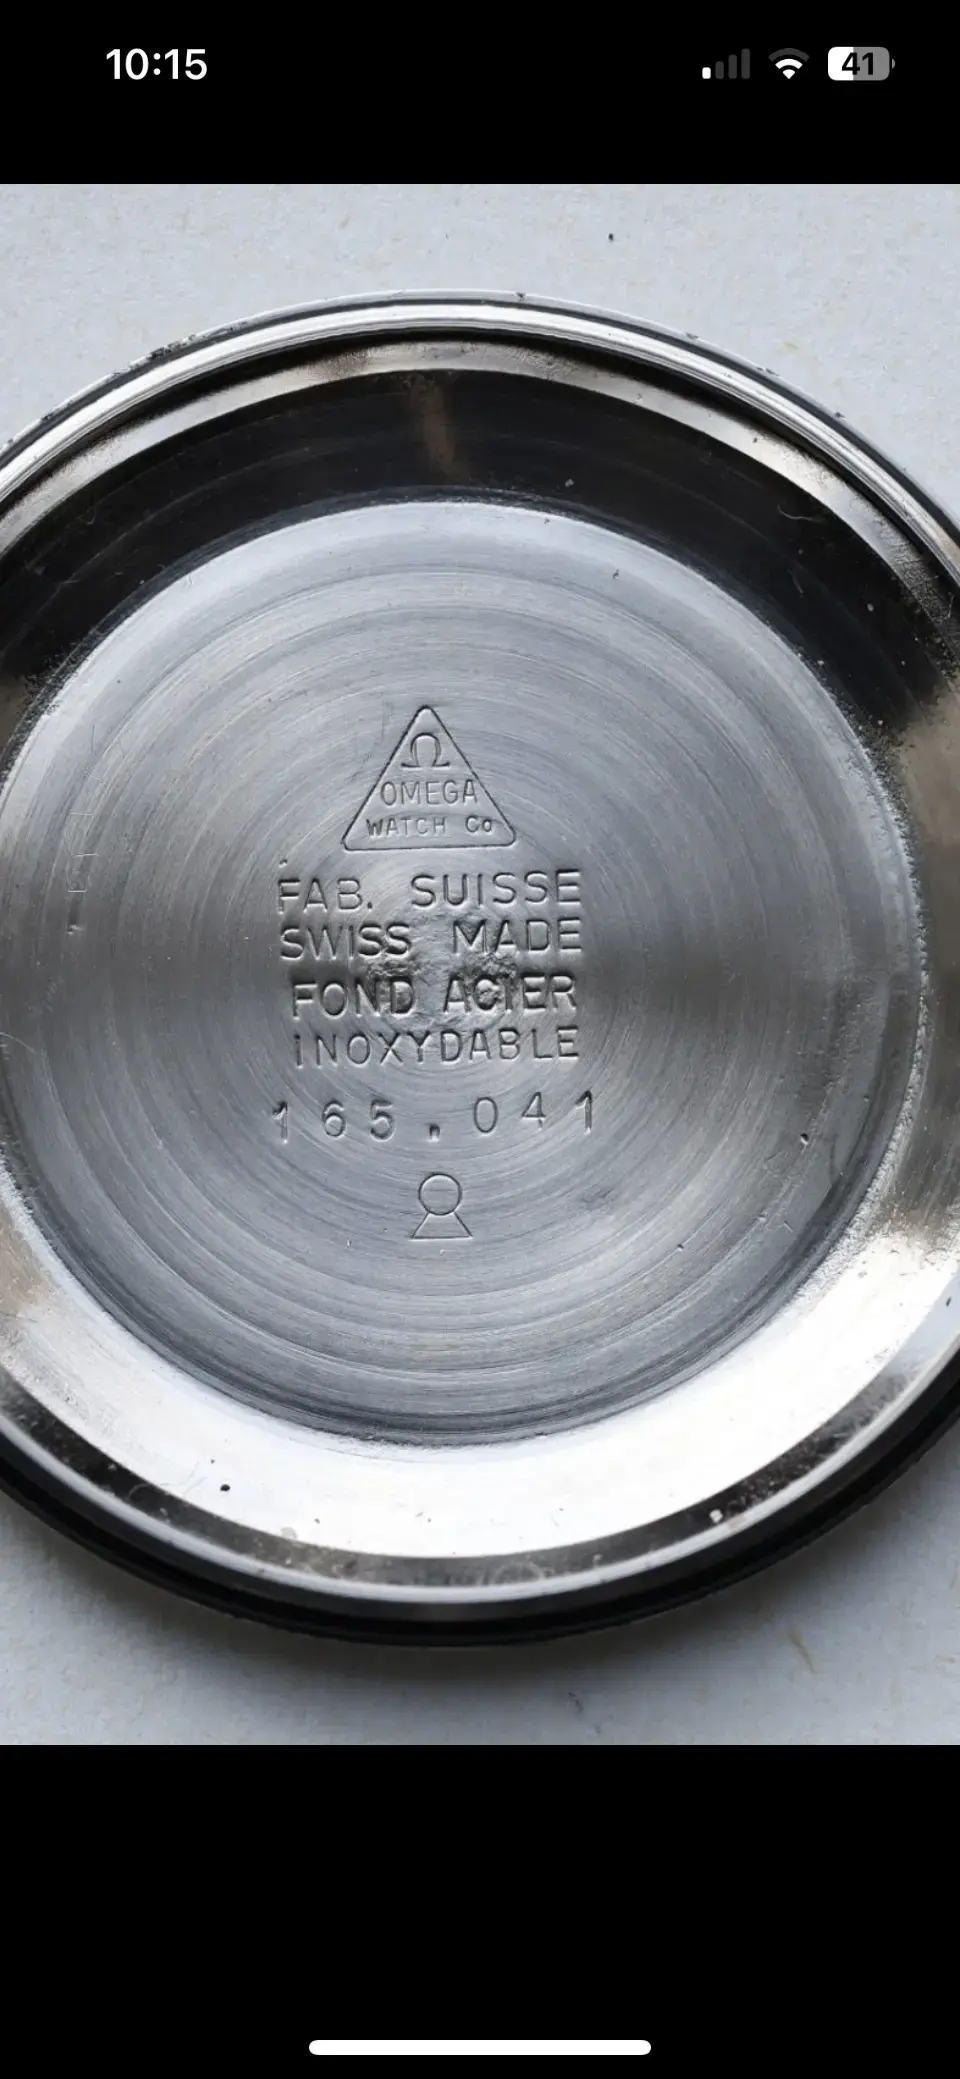 10:15
41
Ω
OMEGA
WATCH Co
FAB. SUISSE
SWISS MADE
FOND ACIER
INOXYDABLE
165.041